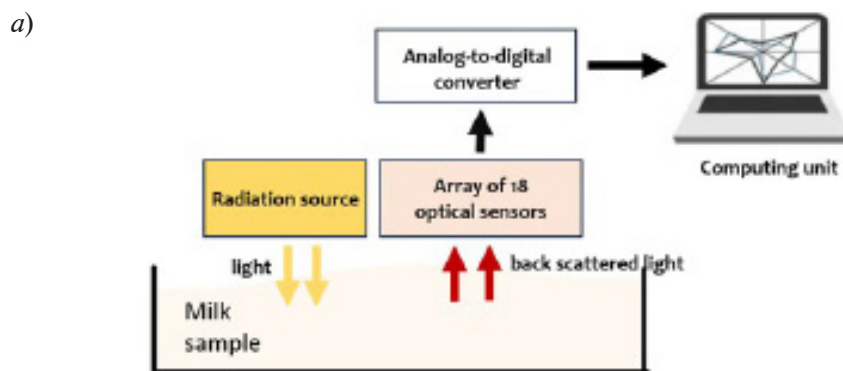 a)
Analog-to-digital
converter
Computing unit
Radiation source
Array of 18
optical sensors
light
back scattered light
Milk
sample